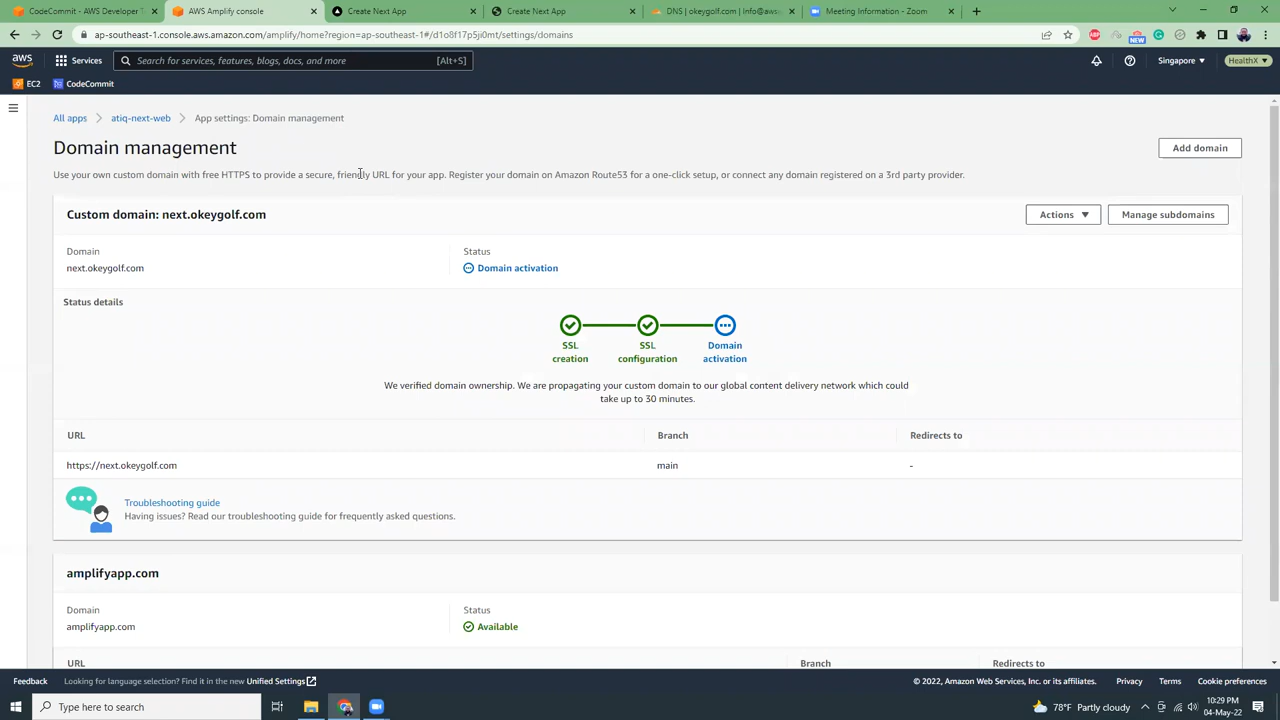 CodeCommit - AWS Developer T
AWS Amplify Console
Create Next App
Create Next App
DNS | okeygolf.com | Info@aws
Meeting Information - Zoom
ap-southeast-1.console.aws.amazon.com/amplify/home?region=ap-southeast-1#/d1o8f17p5ji0mt/settings/domains
aws
Services
Search for services, features, blogs, docs, and more
[Alt+S]
Singapore
HealthX
EC2
CodeCommit
All apps
atiq-next-web
App settings: Domain management
Domain management
Add domain
Use your own custom domain with free HTTPS to provide a secure, friendly URL for your app. Register your domain on Amazon Route53 for a one-click setup, or connect any domain registered on a 3rd party provider.
Custom domain: next.okeygolf.com
Actions
Manage subdomains
Domain
next.okeygolf.com
Status
Domain activation
Status details
SSL
creation
SSL
configuration
Domain
activation
We verified domain ownership. We are propagating your custom domain to our global content delivery network which could
take up to 30 minutes.
URL
Branch
Redirects to
https://next.okeygolf.com
main
-
Troubleshooting guide
Having issues? Read our troubleshooting guide for frequently asked questions.
amplifyapp.com
Domain
amplifyapp.com
Status
Available
URL
Branch
Redirects to
Feedback
Looking for language selection? Find it in the new Unified Settings
© 2022, Amazon Web Services, Inc. or its affiliates.
Privacy
Terms
Cookie preferences
Type here to search
78°F Partly cloudy
10:29 PM
04-May-22